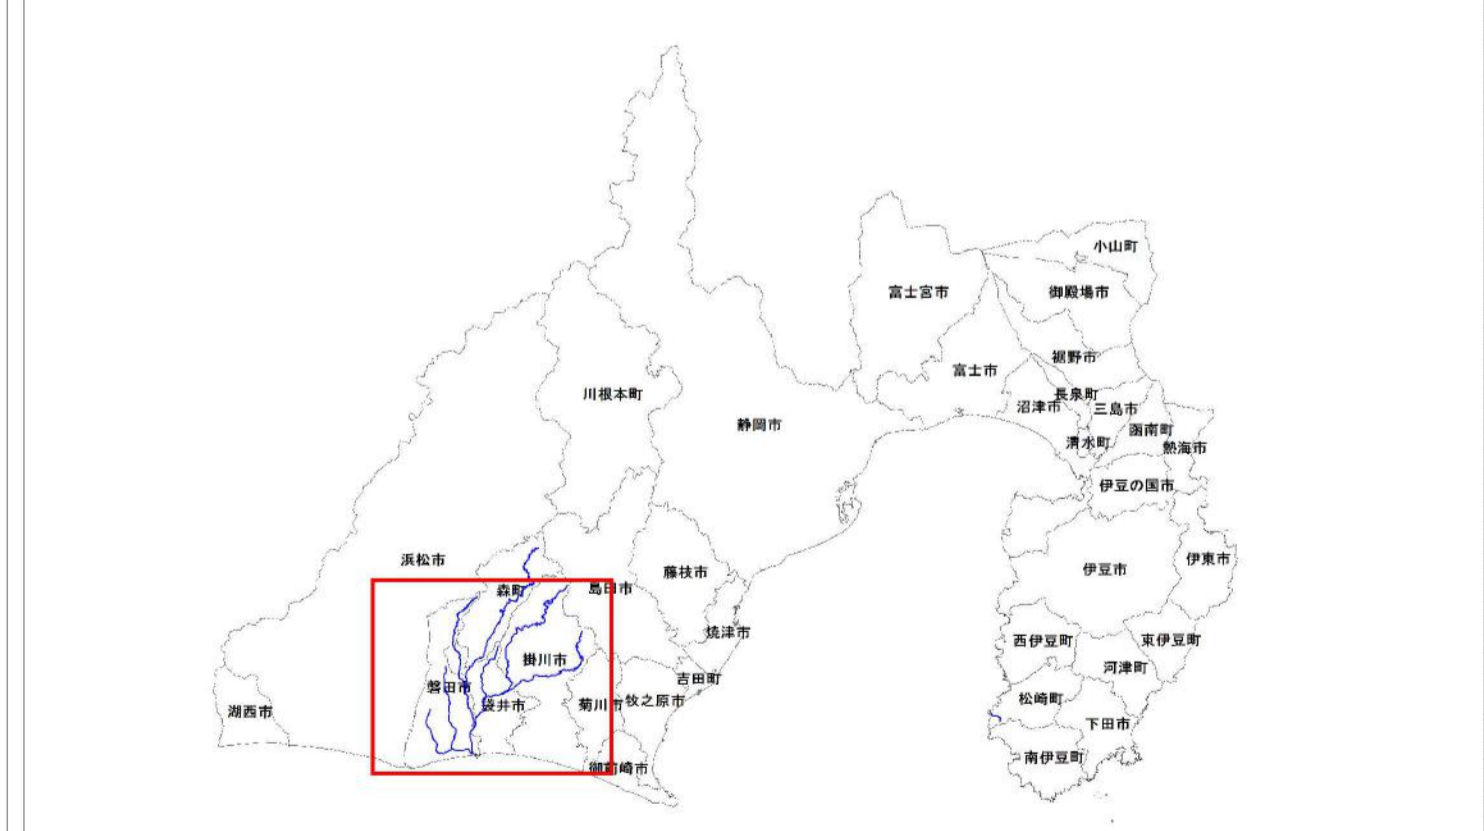 小山町
富士宮市
御殿場市
裾野市
富士市
川根本町
長泉町
沼津市
三島市
静岡市
函南町
清水町
熱海市
伊豆の国市
浜松市
伊東市
藤枝市
伊豆市
森町
島田市
焼津市
西伊豆町
東伊豆町
掛川市
河津町
吉田町
磐田市
松崎町
牧之原市
袋井市
菊川市
湖西市
下田市
南伊豆町
御前崎市